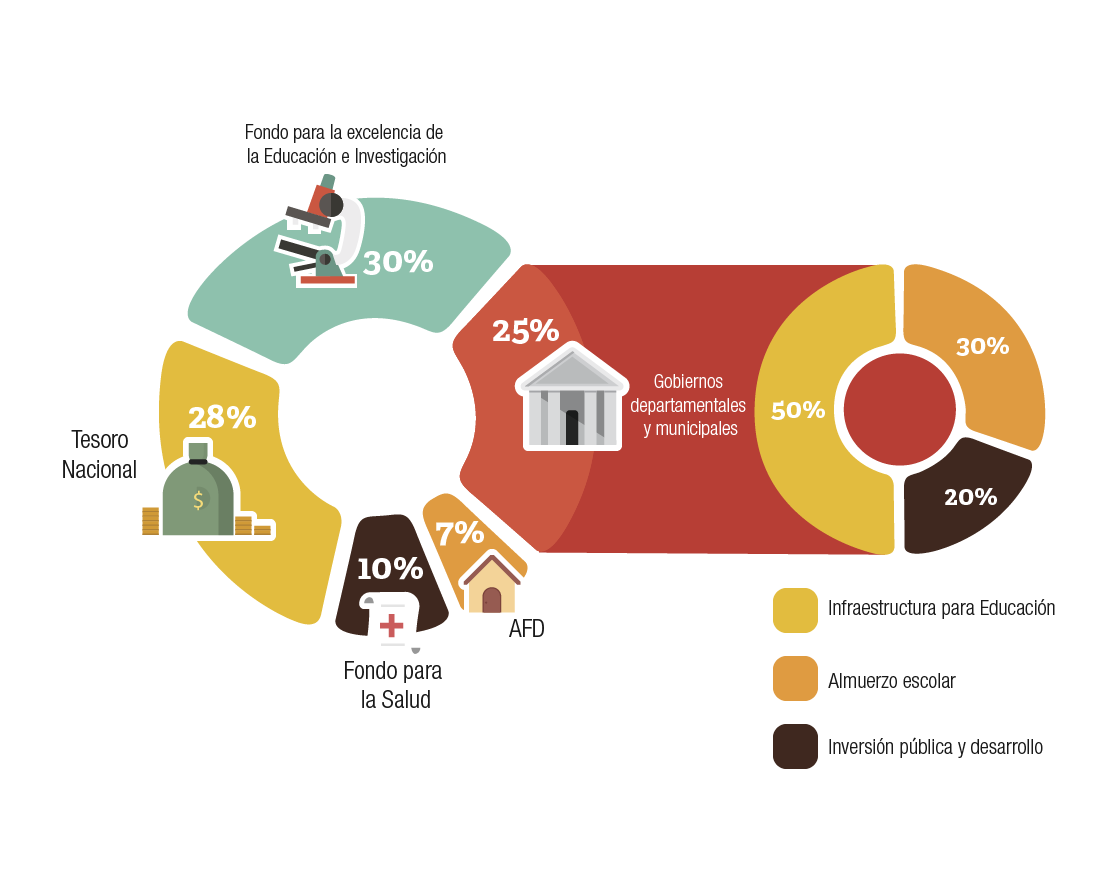 Fondo para la excelencia de
la Educación e Investigación
30%
25%
Gobiernos
departamentales
y municipales
50%
30%
20%
28%
Tesoro
Nacional
$
10%
Fondo para
la Salud
7%
AFD
Infraestructura para Educación
Almuerzo escolar
Inversión pública y desarrollo